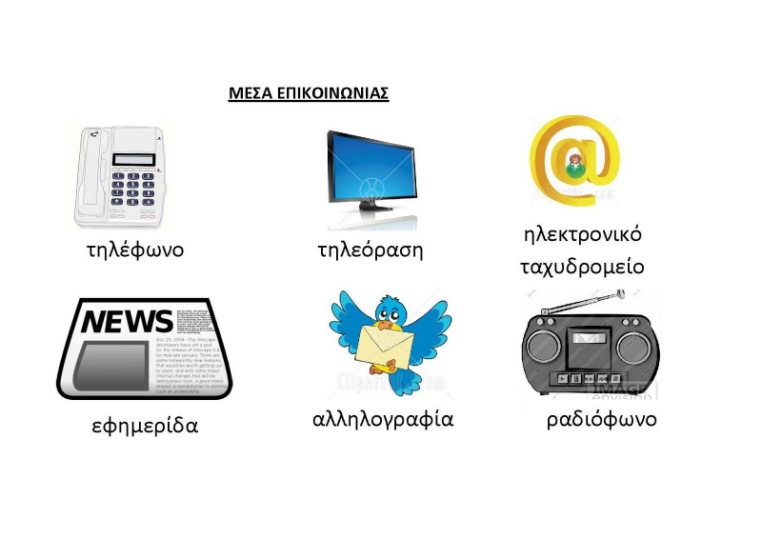 ΜΕΣΑ ΕΠΙΚΟΙΝΩΝΙΑΣ
τηλέφωνο
τηλεόραση
ηλεκτρονικό
ταχυδρομείο
NEWS
εφημερίδα
αλληλογραφία
ραδιόφωνο